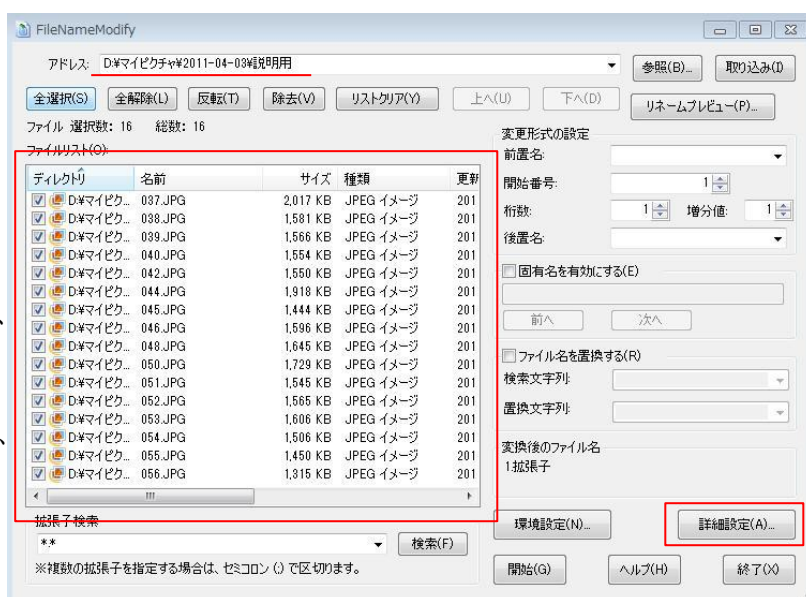 FileNameModify
アドレス: D:¥マイピクチャ¥2011-04-03¥説明用 参照(B)... 取り込み(I)
全選択(S) 全解除(L) 反転(T) 除去(V) リストクリア(Y) 上へ(U) 下へ(D) リネームプレビュー(P)...
ファイル 選択数: 16 総数: 16
ファイルリスト(O):
ディレクトリ 名前 サイズ 種類 更新
D:¥マイピク... 037.JPG 2,017 KB JPEG イメージ 201
D:¥マイピク... 038.JPG 1,581 KB JPEG イメージ 201
D:¥マイピク... 039.JPG 1,566 KB JPEG イメージ 201
D:¥マイピク... 040.JPG 1,554 KB JPEG イメージ 201
D:¥マイピク... 042.JPG 1,550 KB JPEG イメージ 201
D:¥マイピク... 044.JPG 1,918 KB JPEG イメージ 201
D:¥マイピク... 045.JPG 1,444 KB JPEG イメージ 201
D:¥マイピク... 046.JPG 1,596 KB JPEG イメージ 201
D:¥マイピク... 048.JPG 1,645 KB JPEG イメージ 201
D:¥マイピク... 050.JPG 1,729 KB JPEG イメージ 201
D:¥マイピク... 051.JPG 1,545 KB JPEG イメージ 201
D:¥マイピク... 052.JPG 1,565 KB JPEG イメージ 201
D:¥マイピク... 053.JPG 1,606 KB JPEG イメージ 201
D:¥マイピク... 054.JPG 1,506 KB JPEG イメージ 201
D:¥マイピク... 055.JPG 1,450 KB JPEG イメージ 201
D:¥マイピク... 056.JPG 1,315 KB JPEG イメージ 201
拡張子検索
*.* 検索(F)
※複数の拡張子を指定する場合は、セミコロン (;) で区切ります。
変更形式の設定
前置名:
開始番号: 1
桁数: 1 増分値: 1
後置名:
固有名を有効にする(E)
前へ 次へ
ファイル名を置換する(R)
検索文字列:
置換文字列:
変換後のファイル名
1.拡張子
環境設定(N)... 詳細設定(A)...
開始(G) ヘルプ(H) 終了(X)